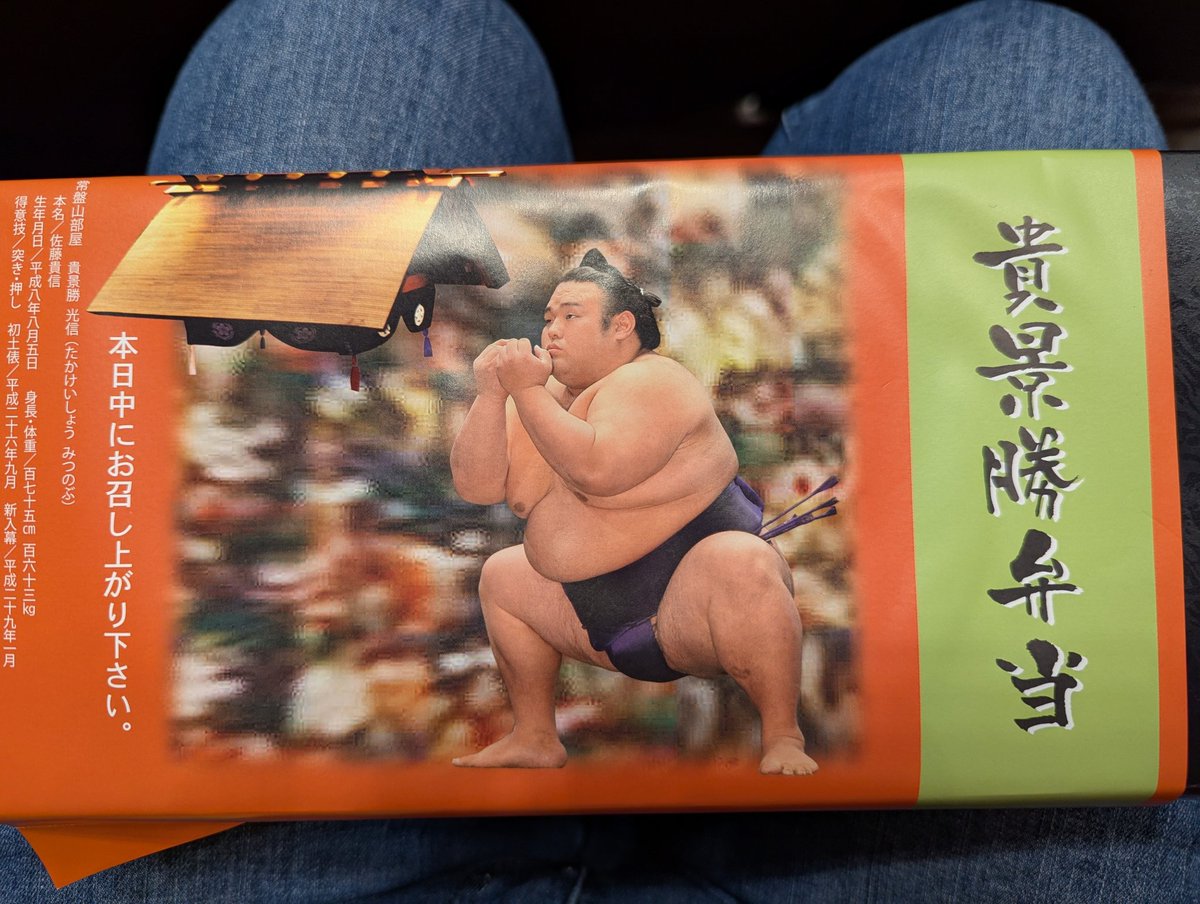 貴景勝弁当
常盤山部屋 貴景勝 光信(たかけいしょう みつのぶ)
本名/佐藤貴信
生年月日/平成八年八月五日 身長・体重/百七十五cm 百六十三kg
得意技/突き・押し 初土俵/平成二十六年九月 新入幕/平成二十九年一月
本日中にお召し上がり下さい。